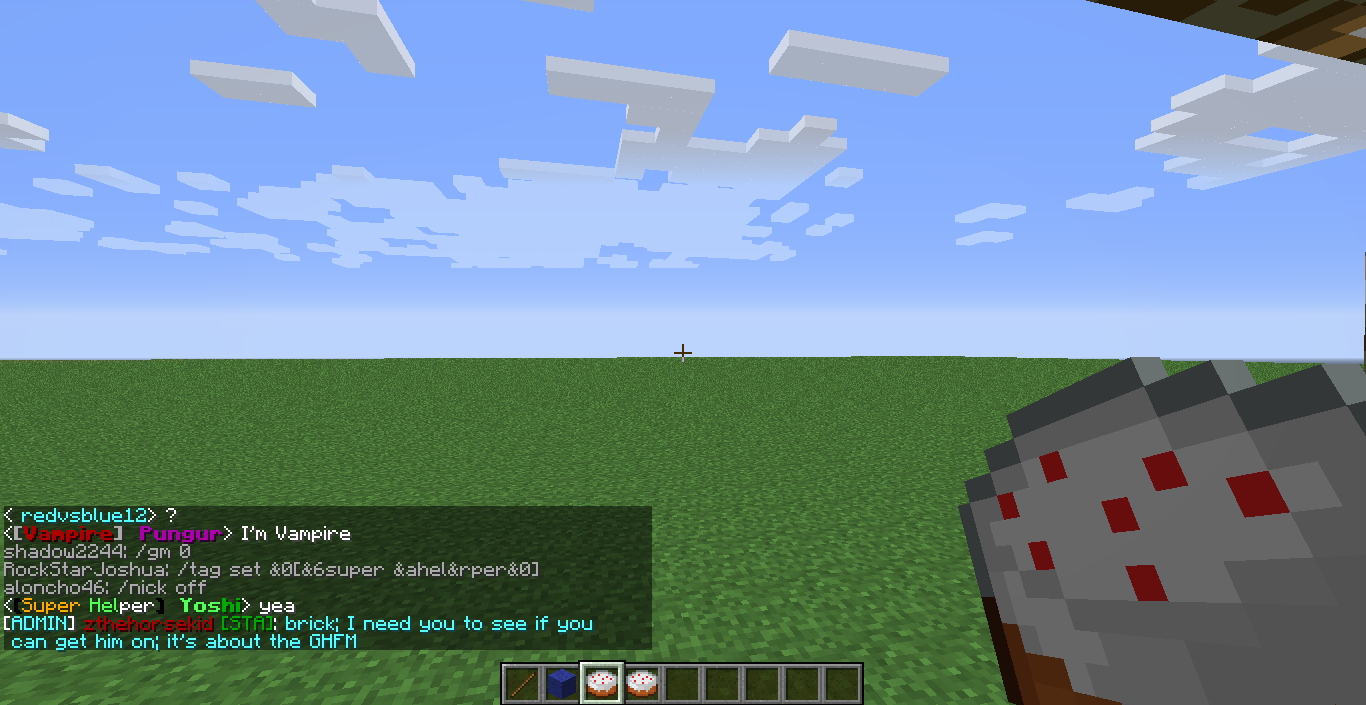 < redvsblue12> ?
<[Vampire] Pungur> I'm Vampire
shadow2244: /gm 0
RockStarJoshua: /tag set &0[&6super &ahel&rper&0]
aloncho46: /nick off
<[Super Helper] Yoshi> yea
[ADMIN] zthehorsekid [STA]: brick; I need you to see if you
can get him on; it's about the GHFM